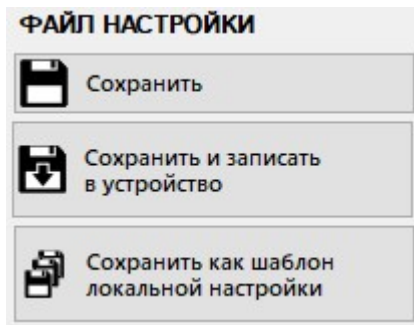 ФАЙЛ НАСТРОЙКИ
Сохранить
Сохранить и записать
в устройство
Сохранить как шаблон
локальной настройки